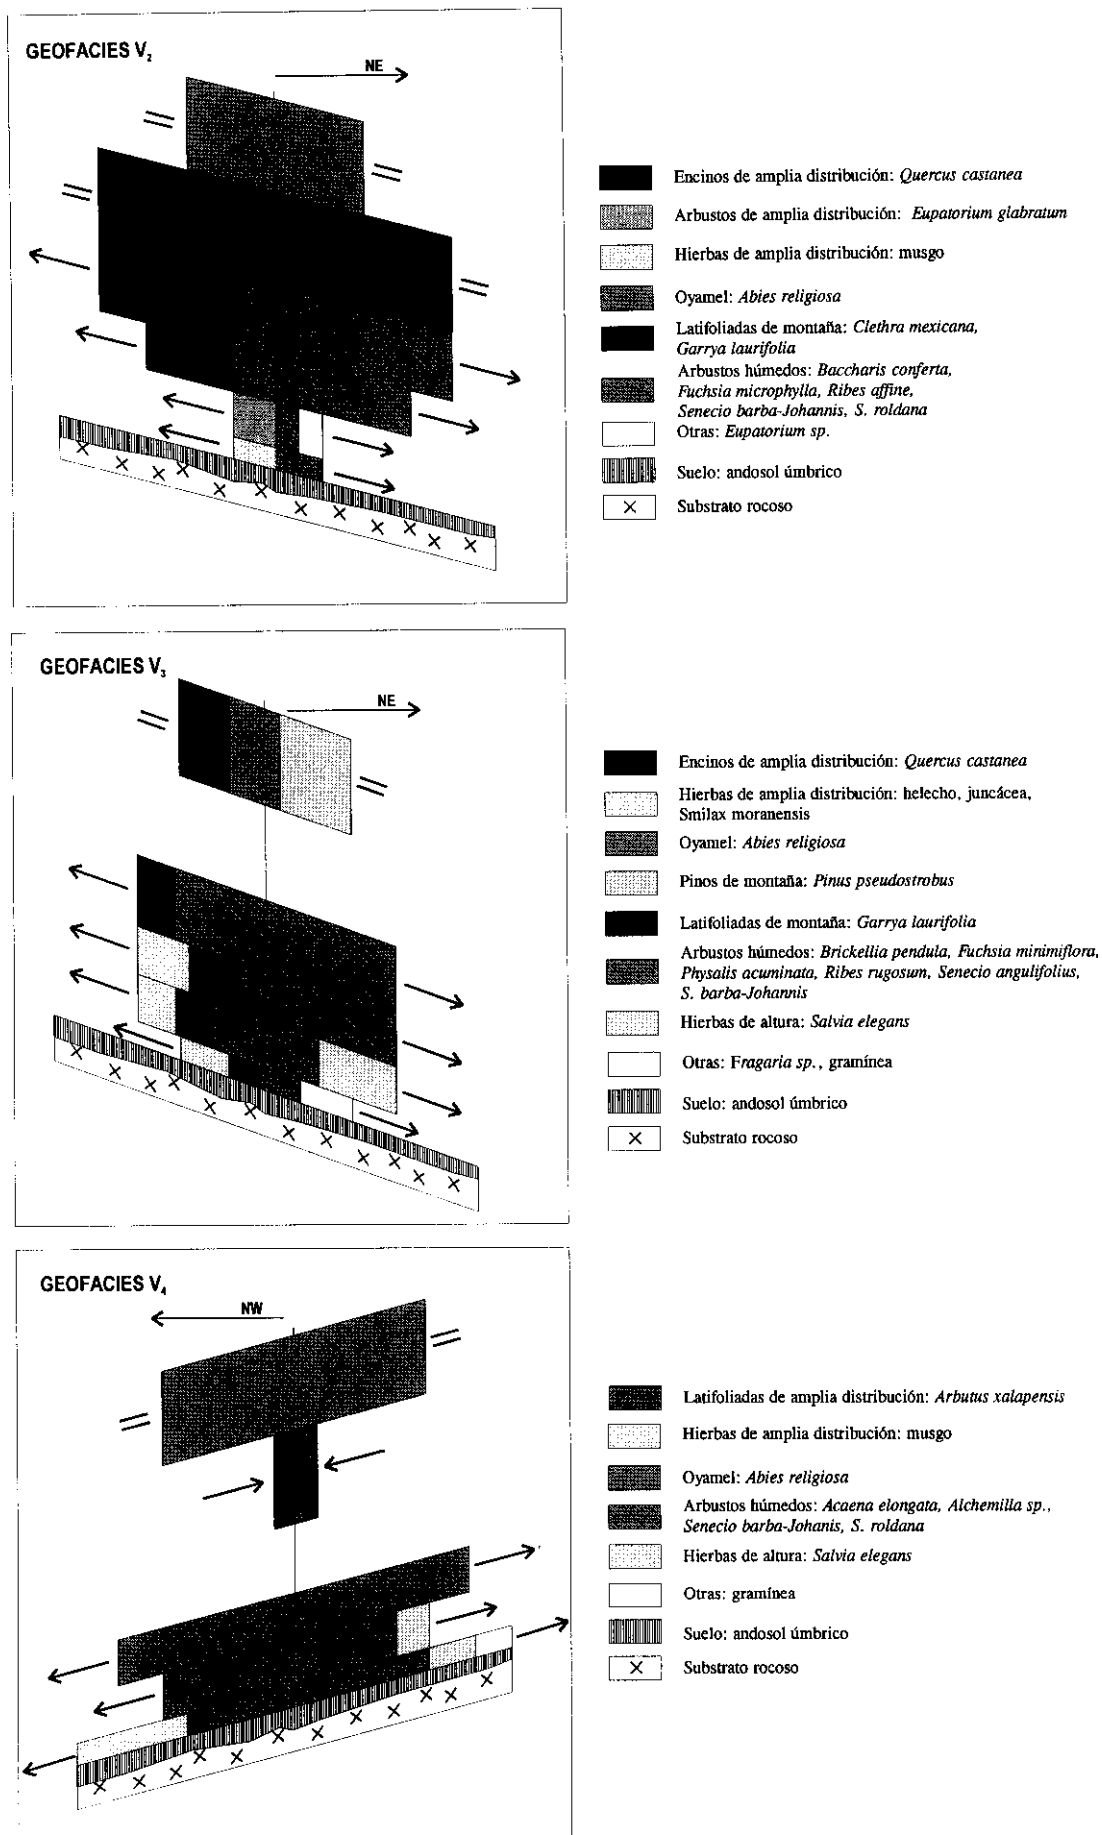 GEOFACIES V₂
NE
Encinos de amplia distribución: Quercus castanea
Arbustos de amplia distribución: Eupatorium glabratum
Hierbas de amplia distribución: musgo
Oyamel: Abies religiosa
Latifoliadas de montaña: Clethra mexicana,
Garrya laurifolia
Arbustos húmedos: Baccharis conferta,
Fuchsia microphylla, Ribes affine,
Senecio barba-Johannis, S. roldana
Otras: Eupatorium sp.
Suelo: andosol úmbrico
Substrato rocoso
GEOFACIES V₃
NE
Encinos de amplia distribución: Quercus castanea
Hierbas de amplia distribución: helecho, juncácea,
Smilax moranensis
Oyamel: Abies religiosa
Pinos de montaña: Pinus pseudostrobus
Latifoliadas de montaña: Garrya laurifolia
Arbustos húmedos: Brickellia pendula, Fuchsia minimiflora,
Physalis acuminata, Ribes rugosum, Senecio angulifolius,
S. barba-Johannis
Hierbas de altura: Salvia elegans
Otras: Fragaria sp., gramínea
Suelo: andosol úmbrico
Substrato rocoso
GEOFACIES V₄
NW
Latifoliadas de amplia distribución: Arbutus xalapensis
Hierbas de amplia distribución: musgo
Oyamel: Abies religiosa
Arbustos húmedos: Acaena elongata, Alchemilla sp.,
Senecio barba-Johanis, S. roldana
Hierbas de altura: Salvia elegans
Otras: gramínea
Suelo: andosol úmbrico
Substrato rocoso